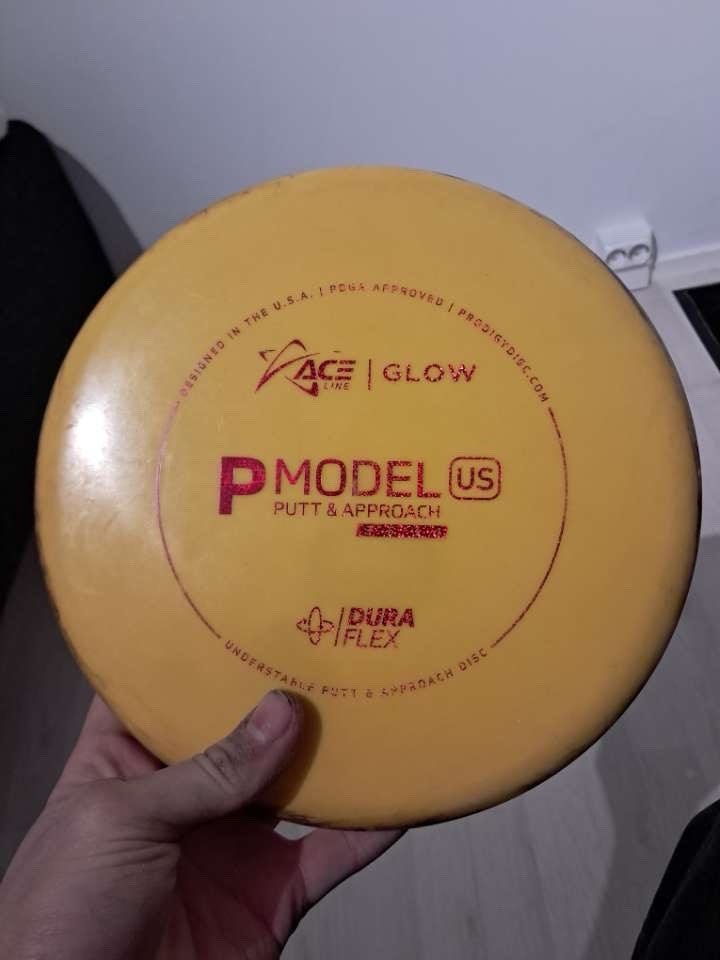 DESIGNED IN THE U.S.A. | PDGA APPROVED | PRODIGYDISC.COM
ACE LINE | GLOW
P MODEL US
PUTT & APPROACH
DURA
FLEX
UNDERSTABLE PUTT & APPROACH DISC